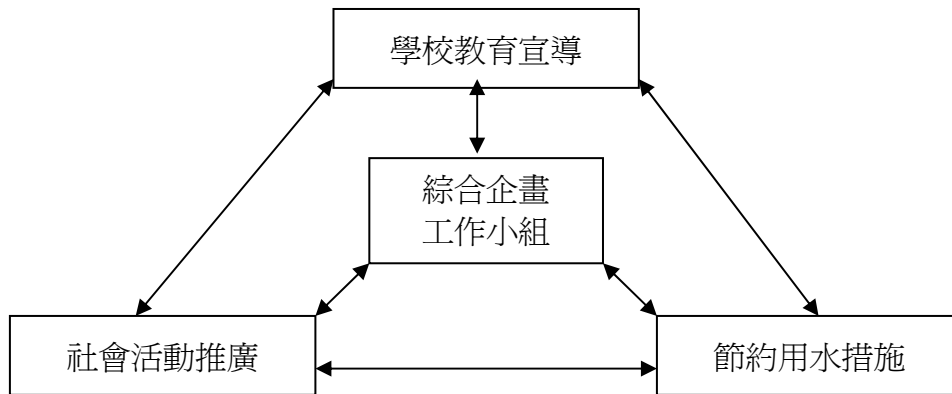 學校教育宣導
綜合企畫
工作小組
社會活動推廣
節約用水措施